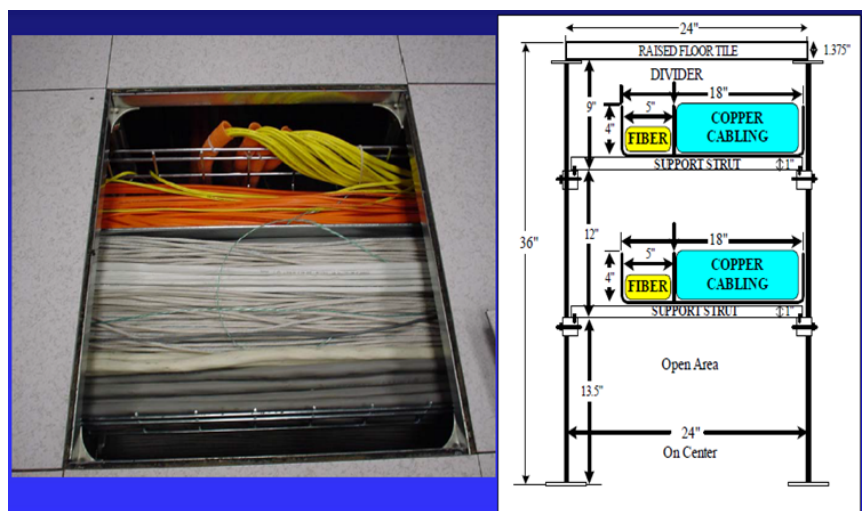 24"
RAISED FLOOR TILE
1.375"
DIVIDER
9"
18"
5"
4"
FIBER
COPPER
CABLING
SUPPORT STRUT
1"
36"
12"
18"
5"
4"
FIBER
COPPER
CABLING
SUPPORT STRUT
1"
Open Area
13.5"
24"
On Center